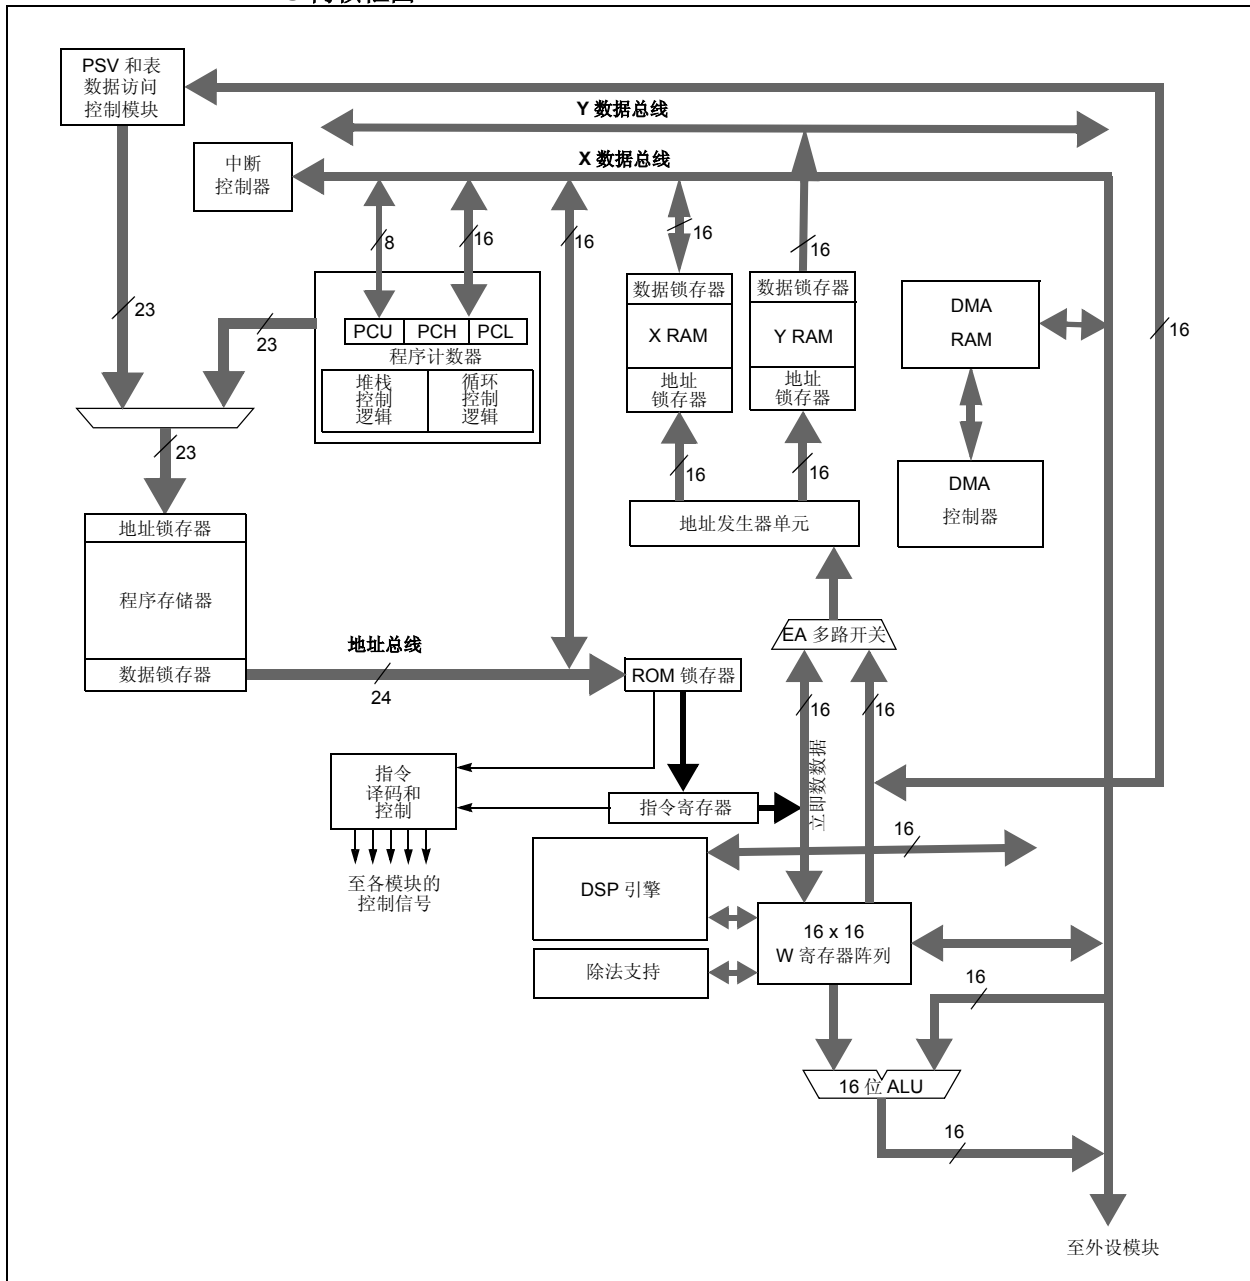 PSV 和表
数据访问
控制模块
Y 数据总线
X 数据总线
中断
控制器
8
16
16
16
16
23
23
16
数据锁存器
数据锁存器
X RAM
Y RAM
地址
锁存器
地址
锁存器
DMA
RAM
PCU
PCH
PCL
程序计数器
堆栈
控制
逻辑
循环
控制
逻辑
23
16
16
DMA
控制器
地址发生器单元
地址锁存器
程序存储器
数据锁存器
地址总线
24
ROM 锁存器
EA 多路开关
16
16
立即数数据
指令
译码和
控制
指令寄存器
至各模块的
控制信号
16
DSP 引擎
16 x 16
W 寄存器阵列
除法支持
16
16 位 ALU
16
至外设模块